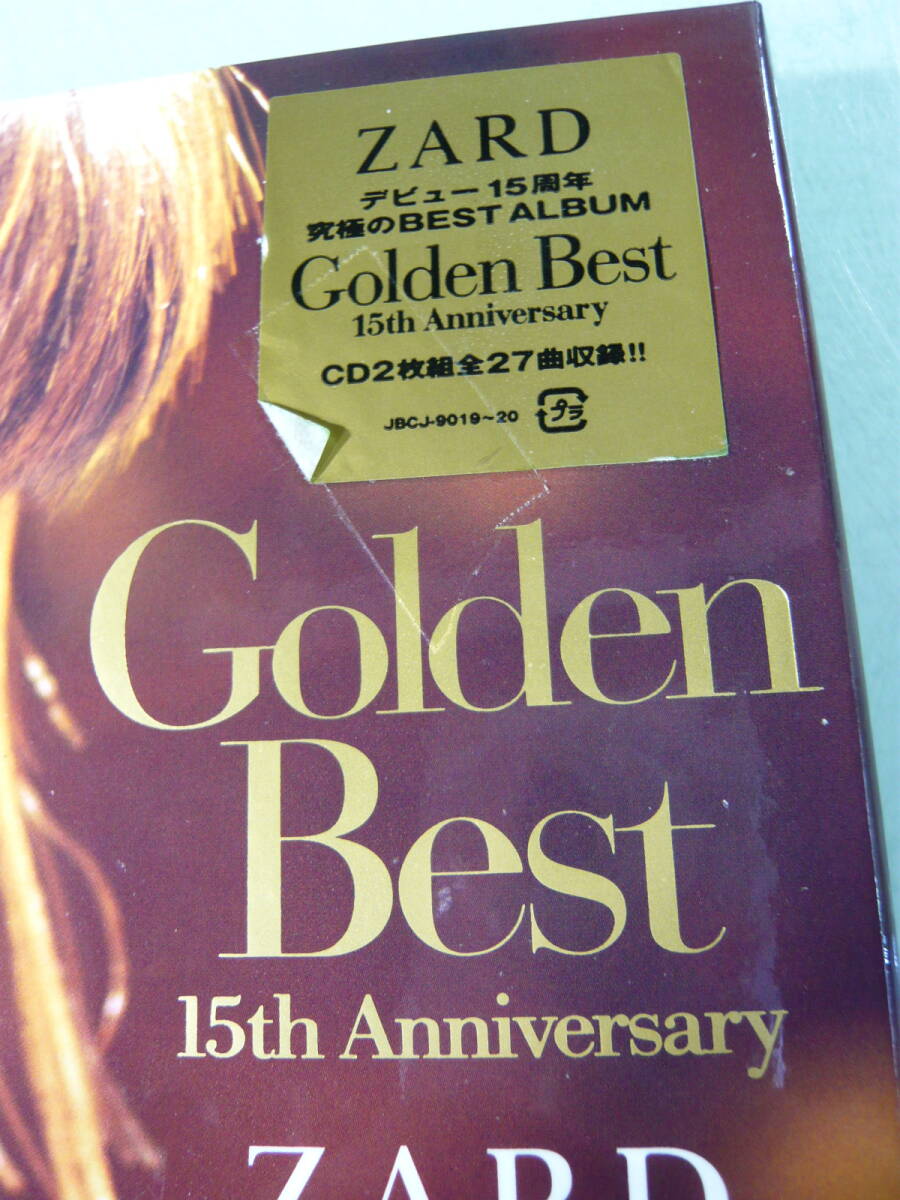 ZARD
デビュー15周年
究極のBEST ALBUM
Golden Best
15th Anniversary
CD2枚組全27曲収録!!
JBCJ-9019~20 プラ
Golden
Best
15th Anniversary
ZARD